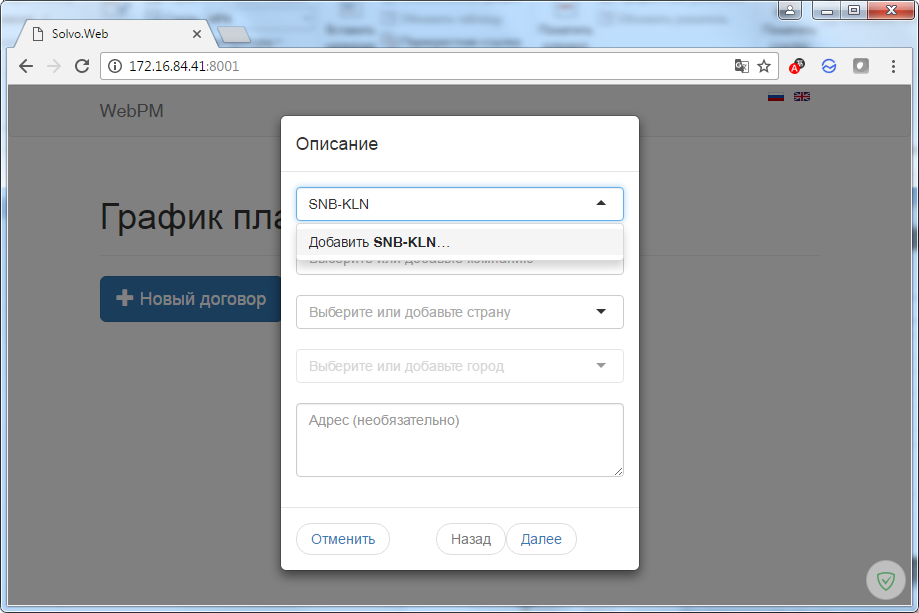 Solvo.Web
172.16.84.41:8001
WebPM
График пла
Новый договор
Описание
SNB-KLN
Добавить SNB-KLN...
Выберите или добавьте компанию
Выберите или добавьте страну
Выберите или добавьте город
Адрес (необязательно)
Отменить
Назад
Далее